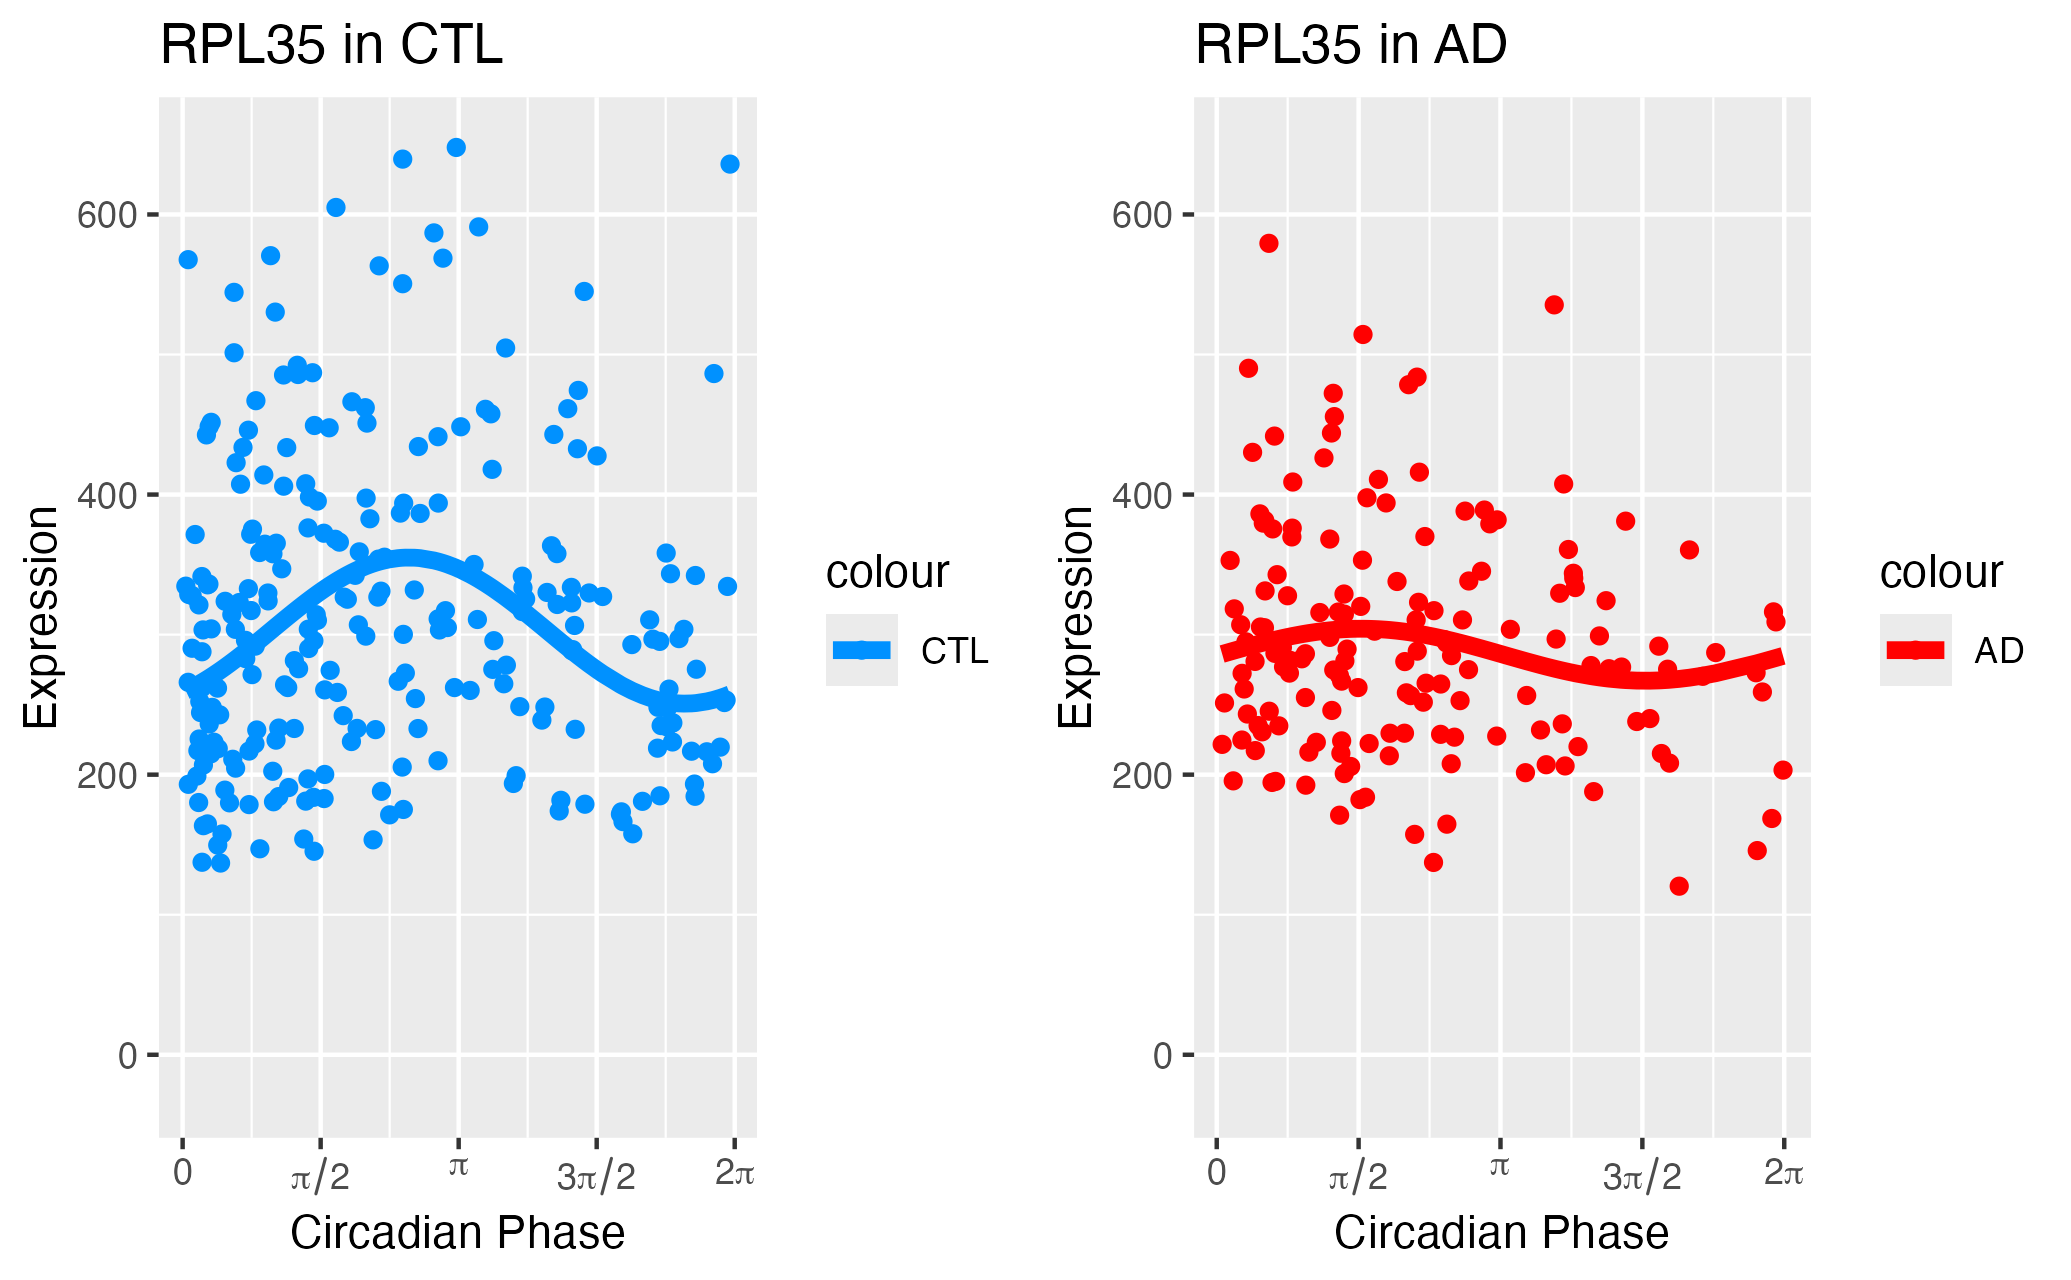 RPL35 in CTL
Expression
600
400
200
0
0 π/2 π 3π/2 2π
Circadian Phase
colour
CTL
RPL35 in AD
Expression
600
400
200
0
0 π/2 π 3π/2 2π
Circadian Phase
colour
AD